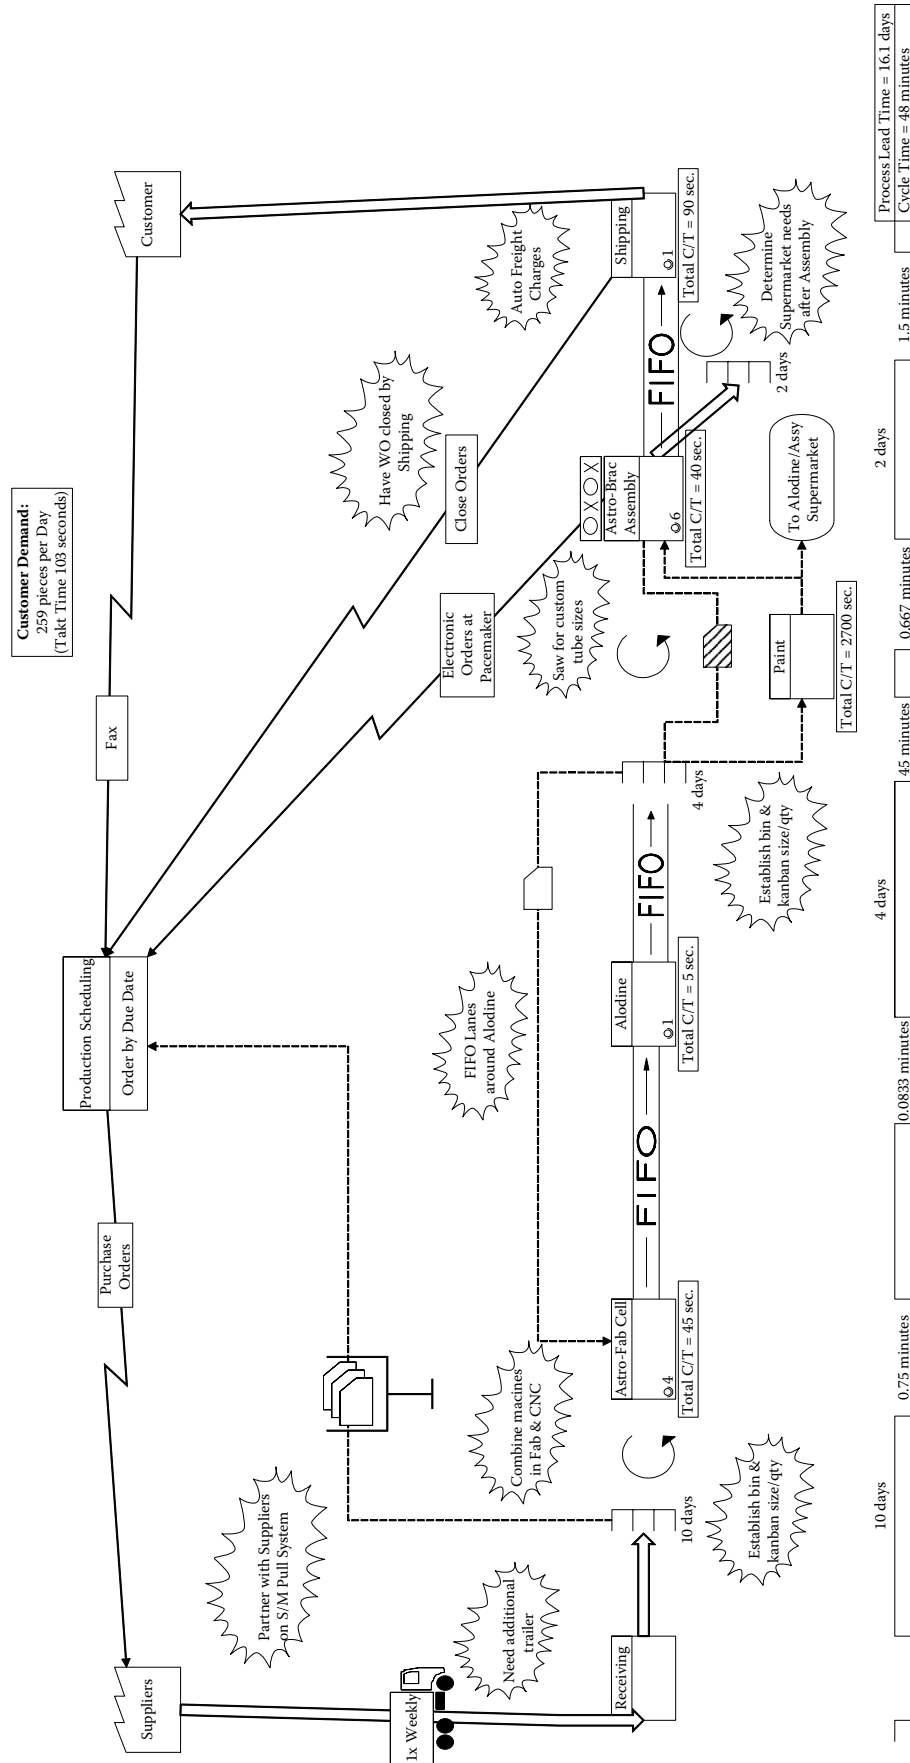 Customer Demand:
259 pieces per Day
(Takt Time 103 seconds)
Suppliers
Purchase
Orders
Production Scheduling
Order by Due Date
Fax
Customer
Partner with Suppliers
on S/M Pull System
1x Weekly
Need additional
trailer
Electronic
Orders at
Pacemaker
Close Orders
Have WO closed by
Shipping
Auto Freight
Charges
Combine macines
in Fab & CNC
FIFO Lanes
around Alodine
Saw for custom
tube sizes
OXOX
Receiving
10 days
Establish bin &
kanban size/qty
Astro-Fab Cell
4
Total C/T = 45 sec.
FIFO
Alodine
1
Total C/T = 5 sec.
FIFO
4 days
Establish bin &
kanban size/qty
Paint
Total C/T = 2700 sec.
Astro-Brac
Assembly
6
Total C/T = 40 sec.
To Alodine/Assy
Supermarket
FIFO
2 days
Shipping
1
Total C/T = 90 sec.
Determine
Supermarket needs
after Assembly
10 days
0.75 minutes
0.0833 minutes
4 days
45 minutes
0.667 minutes
2 days
1.5 minutes
Process Lead Time = 16.1 days
Cycle Time = 48 minutes